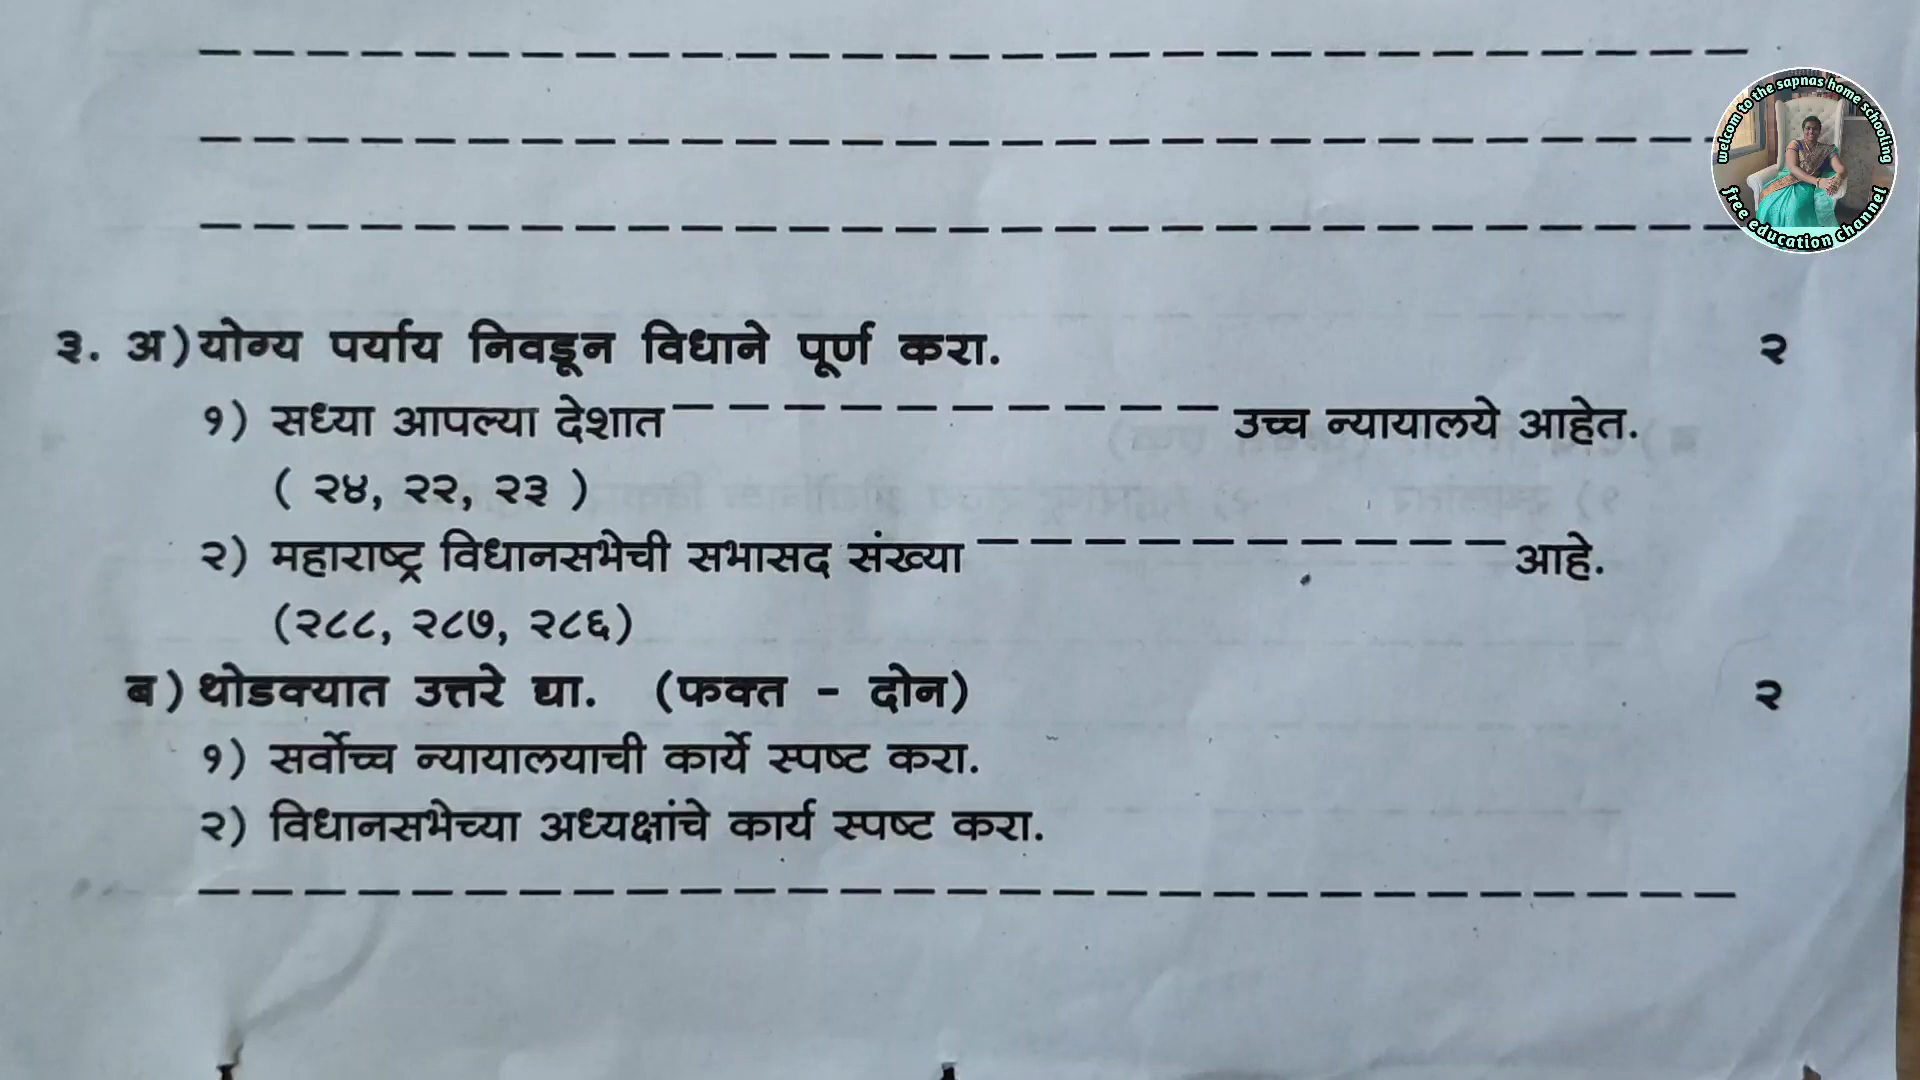 ३. अ) योग्य पर्याय निवडून विधाने पूर्ण करा. २
१) सध्या आपल्या देशात ----------- उच्च न्यायालये आहेत.
( २४, २२, २३ )
२) महाराष्ट्र विधानसभेची सभासद संख्या ----------- आहे.
(२८८, २८७, २८६)
ब) थोडक्यात उत्तरे द्या. (फक्त - दोन) २
१) सर्वोच्च न्यायालयाची कार्ये स्पष्ट करा.
२) विधानसभेच्या अध्यक्षांचे कार्य स्पष्ट करा.
welcom to the sapnas home schooling
free education channel